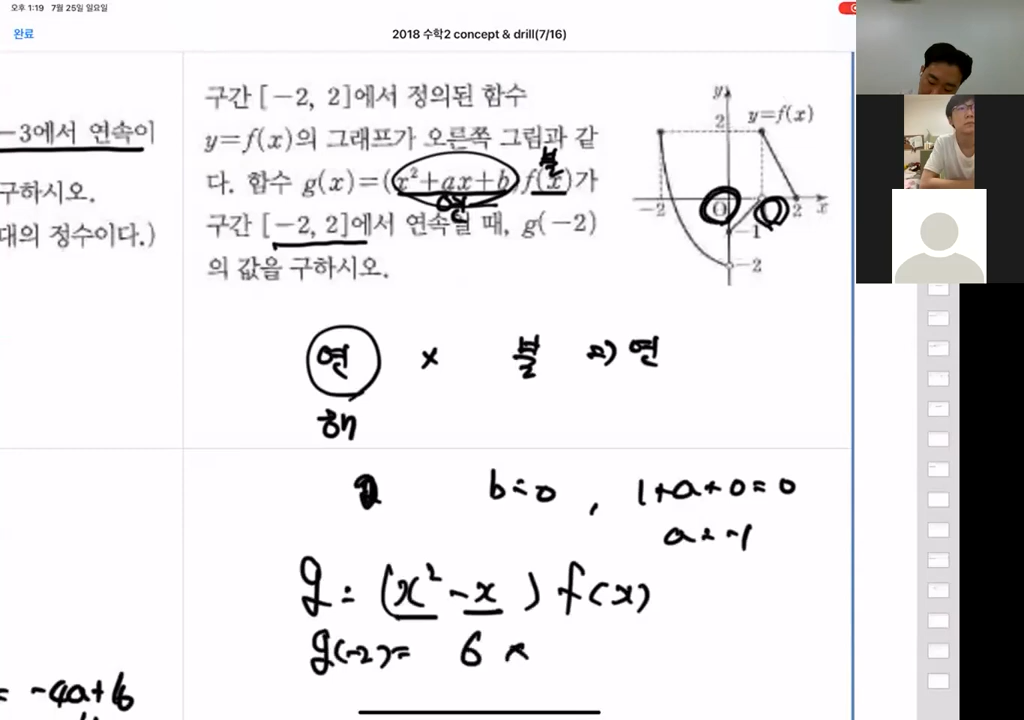 오후 1:19 7월 25일 일요일
완료
2018 수학2 concept & drill(7/16)
−3에서 연속이
구하시오.
대의 정수이다.)
구간 [−2, 2]에서 정의된 함수
y=f(x)의 그래프가 오른쪽 그림과 같
다. 함수 g(x)=(x²+ax+b)f(x)가
불
연
구간 [−2, 2]에서 연속일 때, g(−2)
의 값을 구하시오.
y
2
y=f(x)
−2
O
1
2
x
−1
−2
연 × 불 => 연
해
b=0, 1+a+0=0
a=-1
g=(x²-x)f(x)
g(-2)= 6 ×
= -4a+b